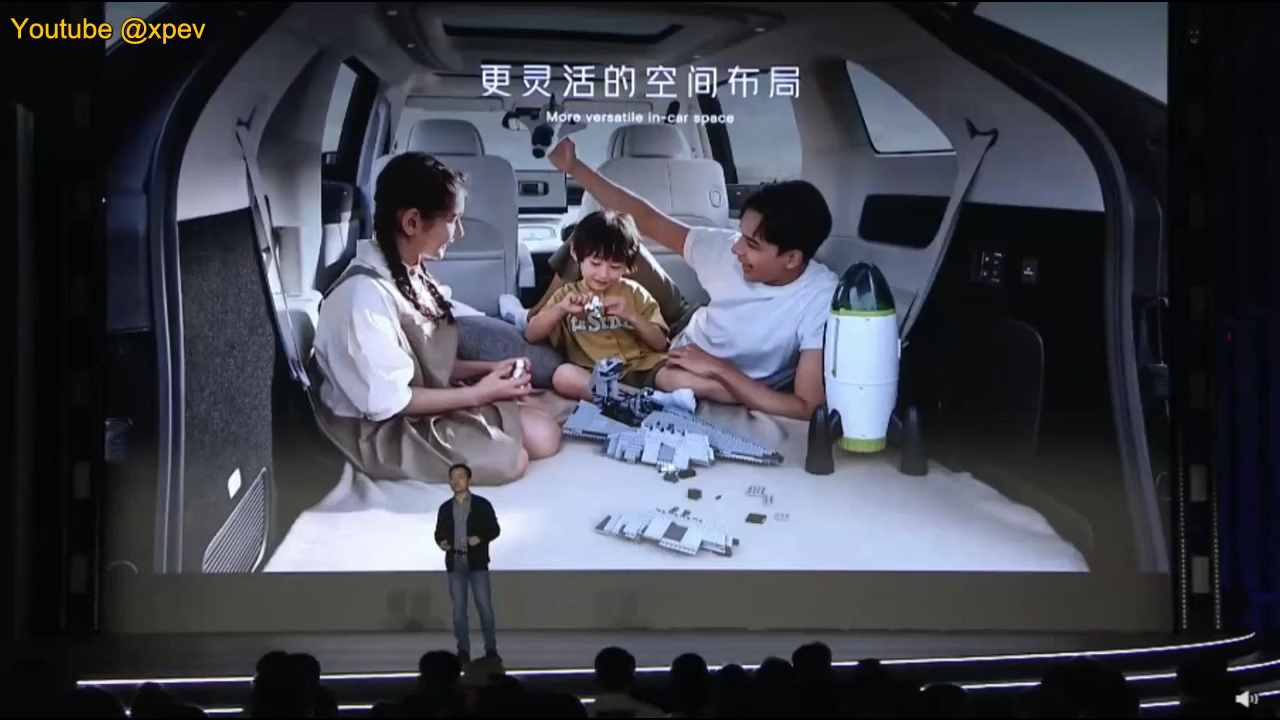 Youtube @xpev
更灵活的空间布局
More versatile in-car space